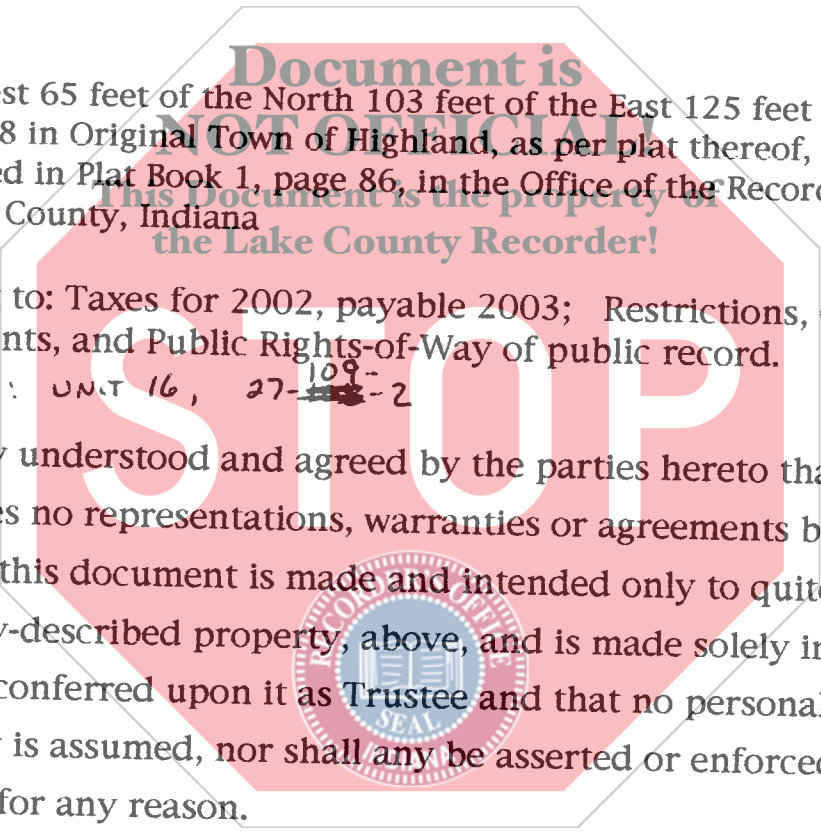 Document is
st 65 feet of the North 103 feet of the East 125 feet
NOT OFFICIAL!
8 in Original Town of Highland, as per plat thereof,
ed in Plat Book 1, page 86, in the Office of the Record
This Document is the property of
County, Indiana
the Lake County Recorder!
to: Taxes for 2002, payable 2003; Restrictions,
nts, and Public Rights-of-Way of public record.
: UNIT 16, 27-109-2
STOP
y understood and agreed by the parties hereto tha
es no representations, warranties or agreements b
this document is made and intended only to quit
y-described property, above, and is made solely in
conferred upon it as Trustee and that no personal
y is assumed, nor shall any be asserted or enforced
for any reason.
RECORDER'S OFFICE
SEAL
INDIANA